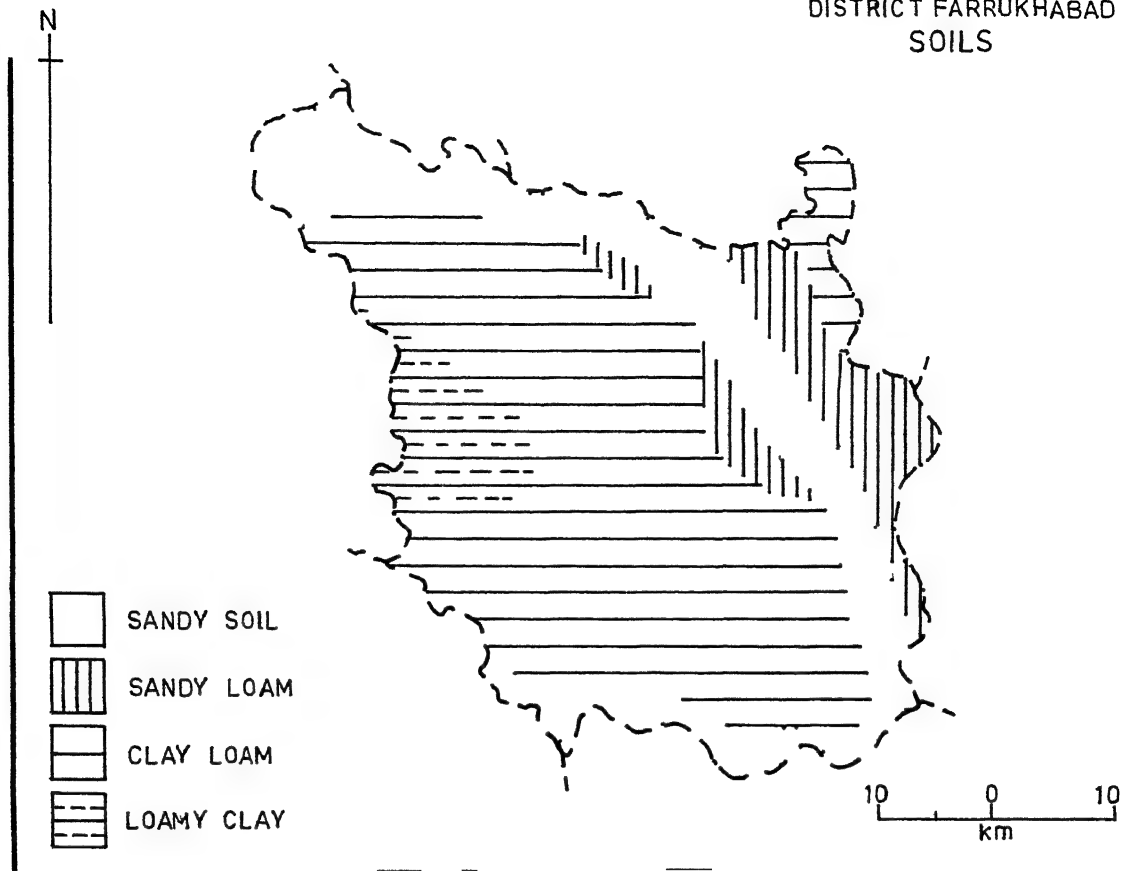 DISTRICT FARRUKHABAD
SOILS
N
SANDY SOIL
SANDY LOAM
CLAY LOAM
LOAMY CLAY
10 0 10
km